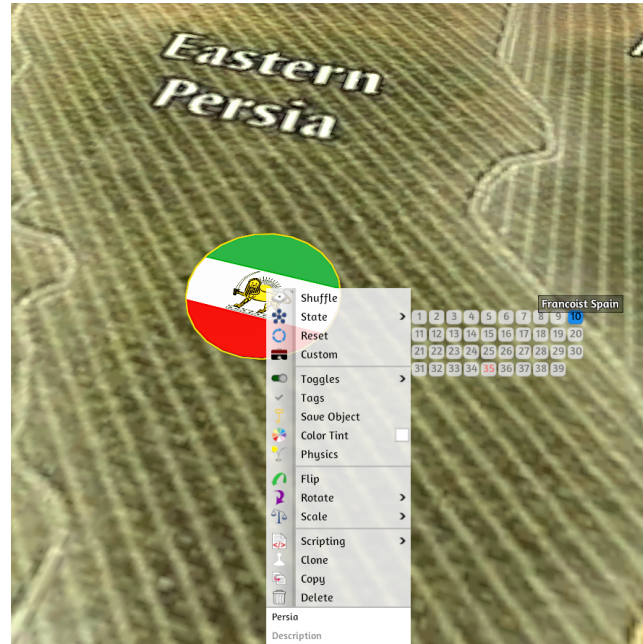 Eastern
Persia
Shuffle
State
Reset
Custom
Toggles
Tags
Save Object
Color Tint
Physics
Flip
Rotate
Scale
Scripting
Clone
Copy
Delete
Persia
Description
Francoist Spain
1 2 3 4 5 6 7 8 9 10
11 12 13 14 15 16 17 18 19 20
21 22 23 24 25 26 27 28 29 30
31 32 33 34 35 36 37 38 39